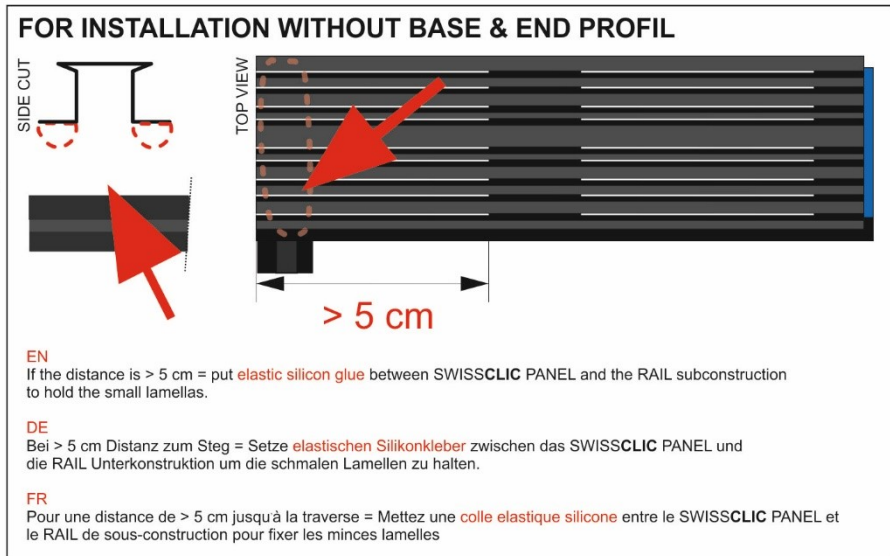 FOR INSTALLATION WITHOUT BASE & END PROFIL
SIDE CUT
TOP VIEW
> 5 cm
EN
If the distance is > 5 cm = put elastic silicon glue between SWISSCLIC PANEL and the RAIL subconstruction
to hold the small lamellas.
DE
Bei > 5 cm Distanz zum Steg = Setze elastischen Silikonkleber zwischen das SWISSCLIC PANEL und
die RAIL Unterkonstruktion um die schmalen Lamellen zu halten.
FR
Pour une distance de > 5 cm jusqu'à la traverse = Mettez une colle elastique silicone entre le SWISSCLIC PANEL et
le RAIL de sous-construction pour fixer les minces lamelles